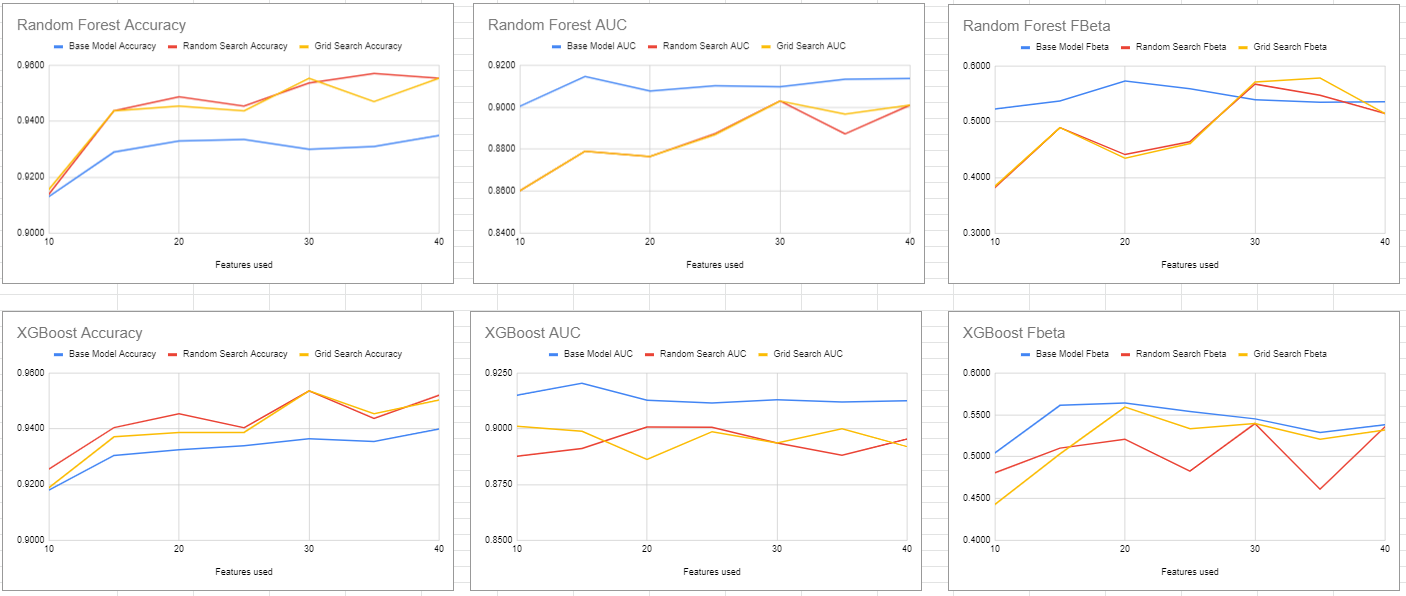 Random Forest Accuracy
Base Model Accuracy Random Search Accuracy Grid Search Accuracy
0.9600
0.9400
0.9200
0.9000
10 20 30 40
Features used
Random Forest AUC
Base Model AUC Random Search AUC Grid Search AUC
0.9200
0.9000
0.8800
0.8600
0.8400
10 20 30 40
Features used
Random Forest FBeta
Base Model Fbeta Random Search Fbeta Grid Search Fbeta
0.6000
0.5000
0.4000
0.3000
10 20 30 40
Features used
XGBoost Accuracy
Base Model Accuracy Random Search Accuracy Grid Search Accuracy
0.9600
0.9400
0.9200
0.9000
10 20 30 40
Features used
XGBoost AUC
Base Model AUC Random Search AUC Grid Search AUC
0.9250
0.9000
0.8750
0.8500
10 20 30 40
Features used
XGBoost Fbeta
Base Model Fbeta Random Search Fbeta Grid Search Fbeta
0.6000
0.5500
0.5000
0.4500
0.4000
10 20 30 40
Features used